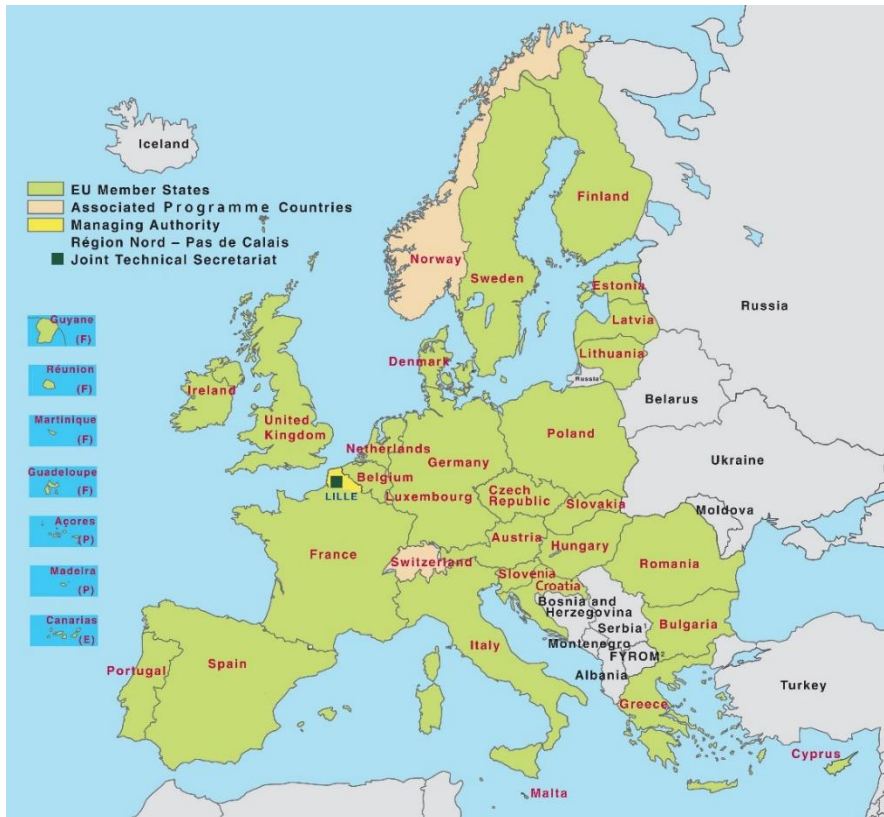 Iceland
EU Member States
Associated Programme Countries
Managing Authority
Région Nord – Pas de Calais
Joint Technical Secretariat
Norway
Sweden
Finland
Russia
Estonia
Latvia
Lithuania
Russia
Belarus
Guyane
(F)
Réunion
(F)
Martinique
(F)
Guadeloupe
(F)
Açores
(P)
Madeira
(P)
Canarias
(E)
Denmark
Ireland
United
Kingdom
Netherlands
Belgium
Luxembourg
LILLE
Germany
Poland
Ukraine
Czech
Republic
Slovakia
Moldova
France
Switzerland
Austria
Hungary
Romania
Slovenia
Croatia
Bosnia and
Herzegovina
Serbia¹
Montenegro
FYROM²
Albania
Bulgaria
Italy
Portugal
Spain
Greece
Turkey
Cyprus
Malta